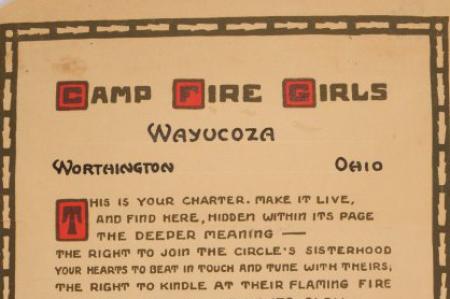 CAMP FIRE GIRLS
WAYUCOZA
WORTHINGTON OHIO
THIS IS YOUR CHARTER. MAKE IT LIVE,
AND FIND HERE, HIDDEN WITHIN ITS PAGE
THE DEEPER MEANING —
THE RIGHT TO JOIN THE CIRCLE'S SISTERHOOD
YOUR HEARTS TO BEAT IN TOUCH AND TUNE WITH THEIRS;
THE RIGHT TO KINDLE AT THEIR FLAMING FIRE